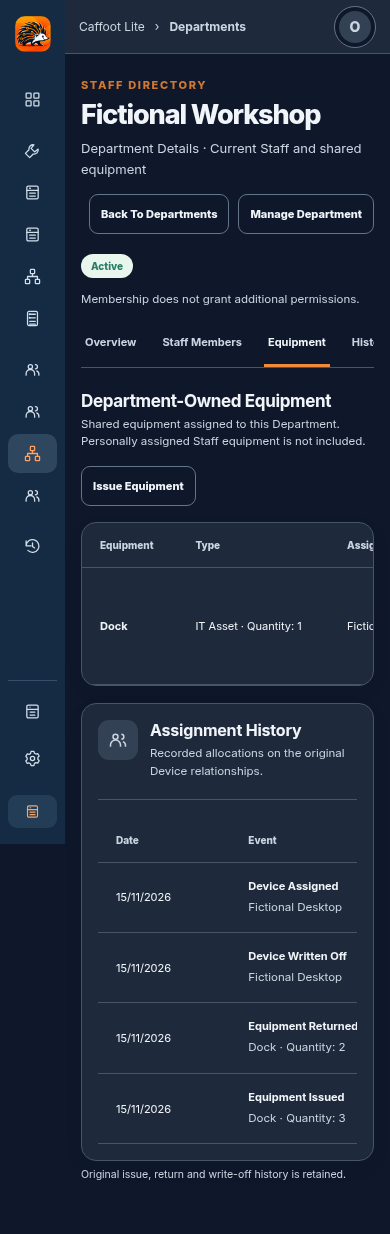 Caffoot Lite › Departments
O
STAFF DIRECTORY
Fictional Workshop
Department Details · Current Staff and shared
equipment
Back To Departments
Manage Department
Active
Membership does not grant additional permissions.
Overview Staff Members Equipment Histo
Department-Owned Equipment
Shared equipment assigned to this Department.
Personally assigned Staff equipment is not included.
Issue Equipment
Equipment Type Assig
Dock IT Asset · Quantity: 1 Fictio
Assignment History
Recorded allocations on the original
Device relationships.
Date Event
15/11/2026 Device Assigned
Fictional Desktop
15/11/2026 Device Written Off
Fictional Desktop
15/11/2026 Equipment Returned
Dock · Quantity: 2
15/11/2026 Equipment Issued
Dock · Quantity: 3
Original issue, return and write-off history is retained.